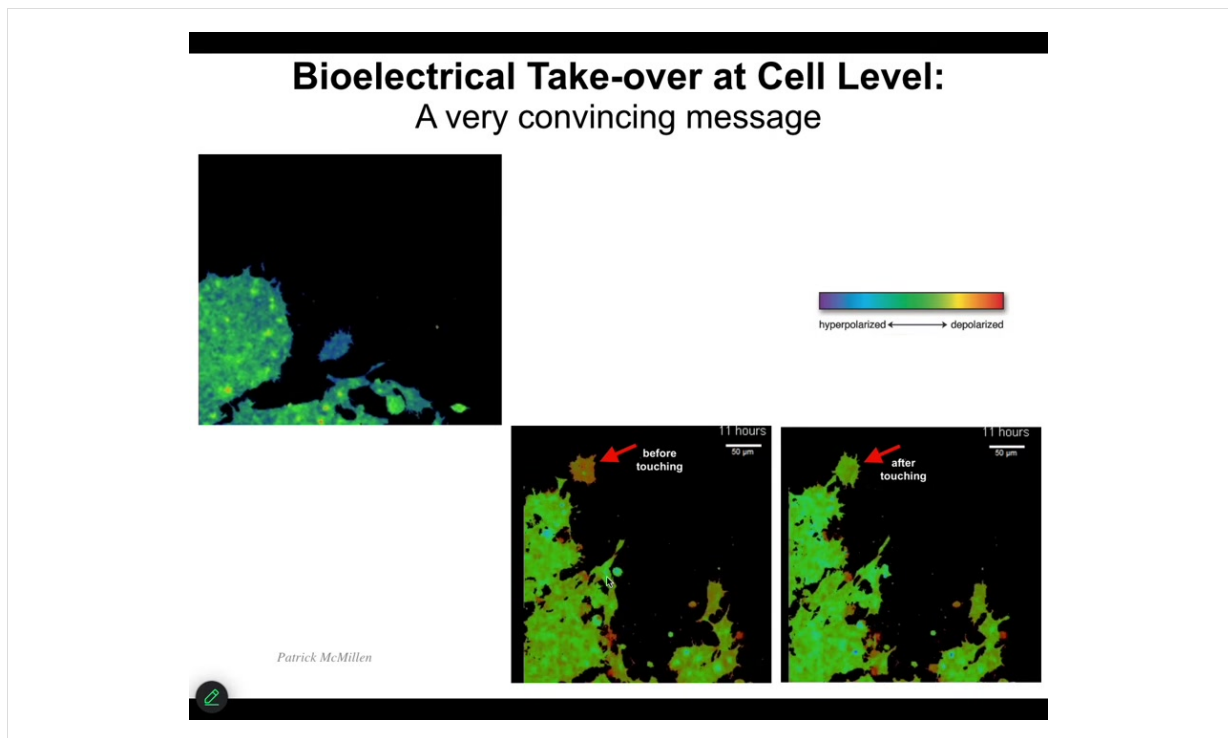 Bioelectrical Take-over at Cell Level:
A very convincing message
hyperpolarized
depolarized
11 hours
50 µm
before
touching
11 hours
50 µm
after
touching
Patrick McMillen